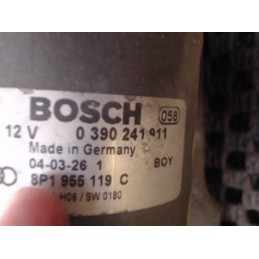 BOSCH 058
12 V 0 390 241 911
Made in Germany
04-03-26 1 BOY
8P1 955 119 C
H06 / SW 0180